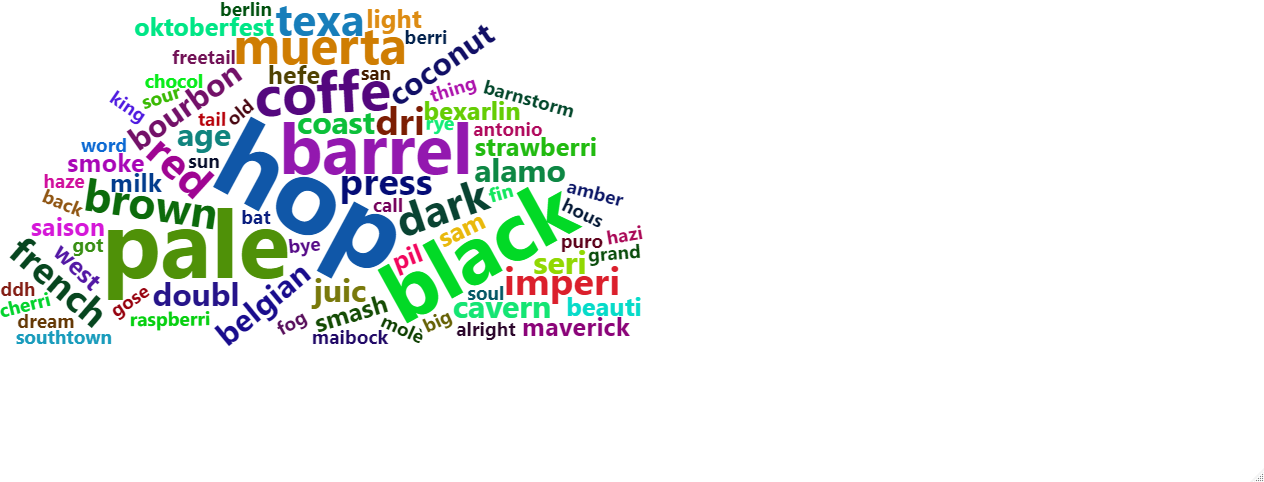 berlin
texa
light
oktoberfest
muerta
berri
freetail
hefe
san
coconut
chocol
bourbon
coffe
thing
barnstorm
king
sour
tail
old
coast
dri
rye
bexarlin
antonio
word
age
hop
barrel
strawberri
smoke
red
sun
press
alamo
haze
milk
back
brown
bat
call
dark
fin
amber
hous
saison
got
pale
bye
pil
sam
black
puro
hazi
west
french
grand
seri
ddh
cherri
gose
doubl
belgian
juic
soul
imperi
dream
raspberri
fog
smash
mole
big
cavern
beauti
southtown
maibock
alright
maverick